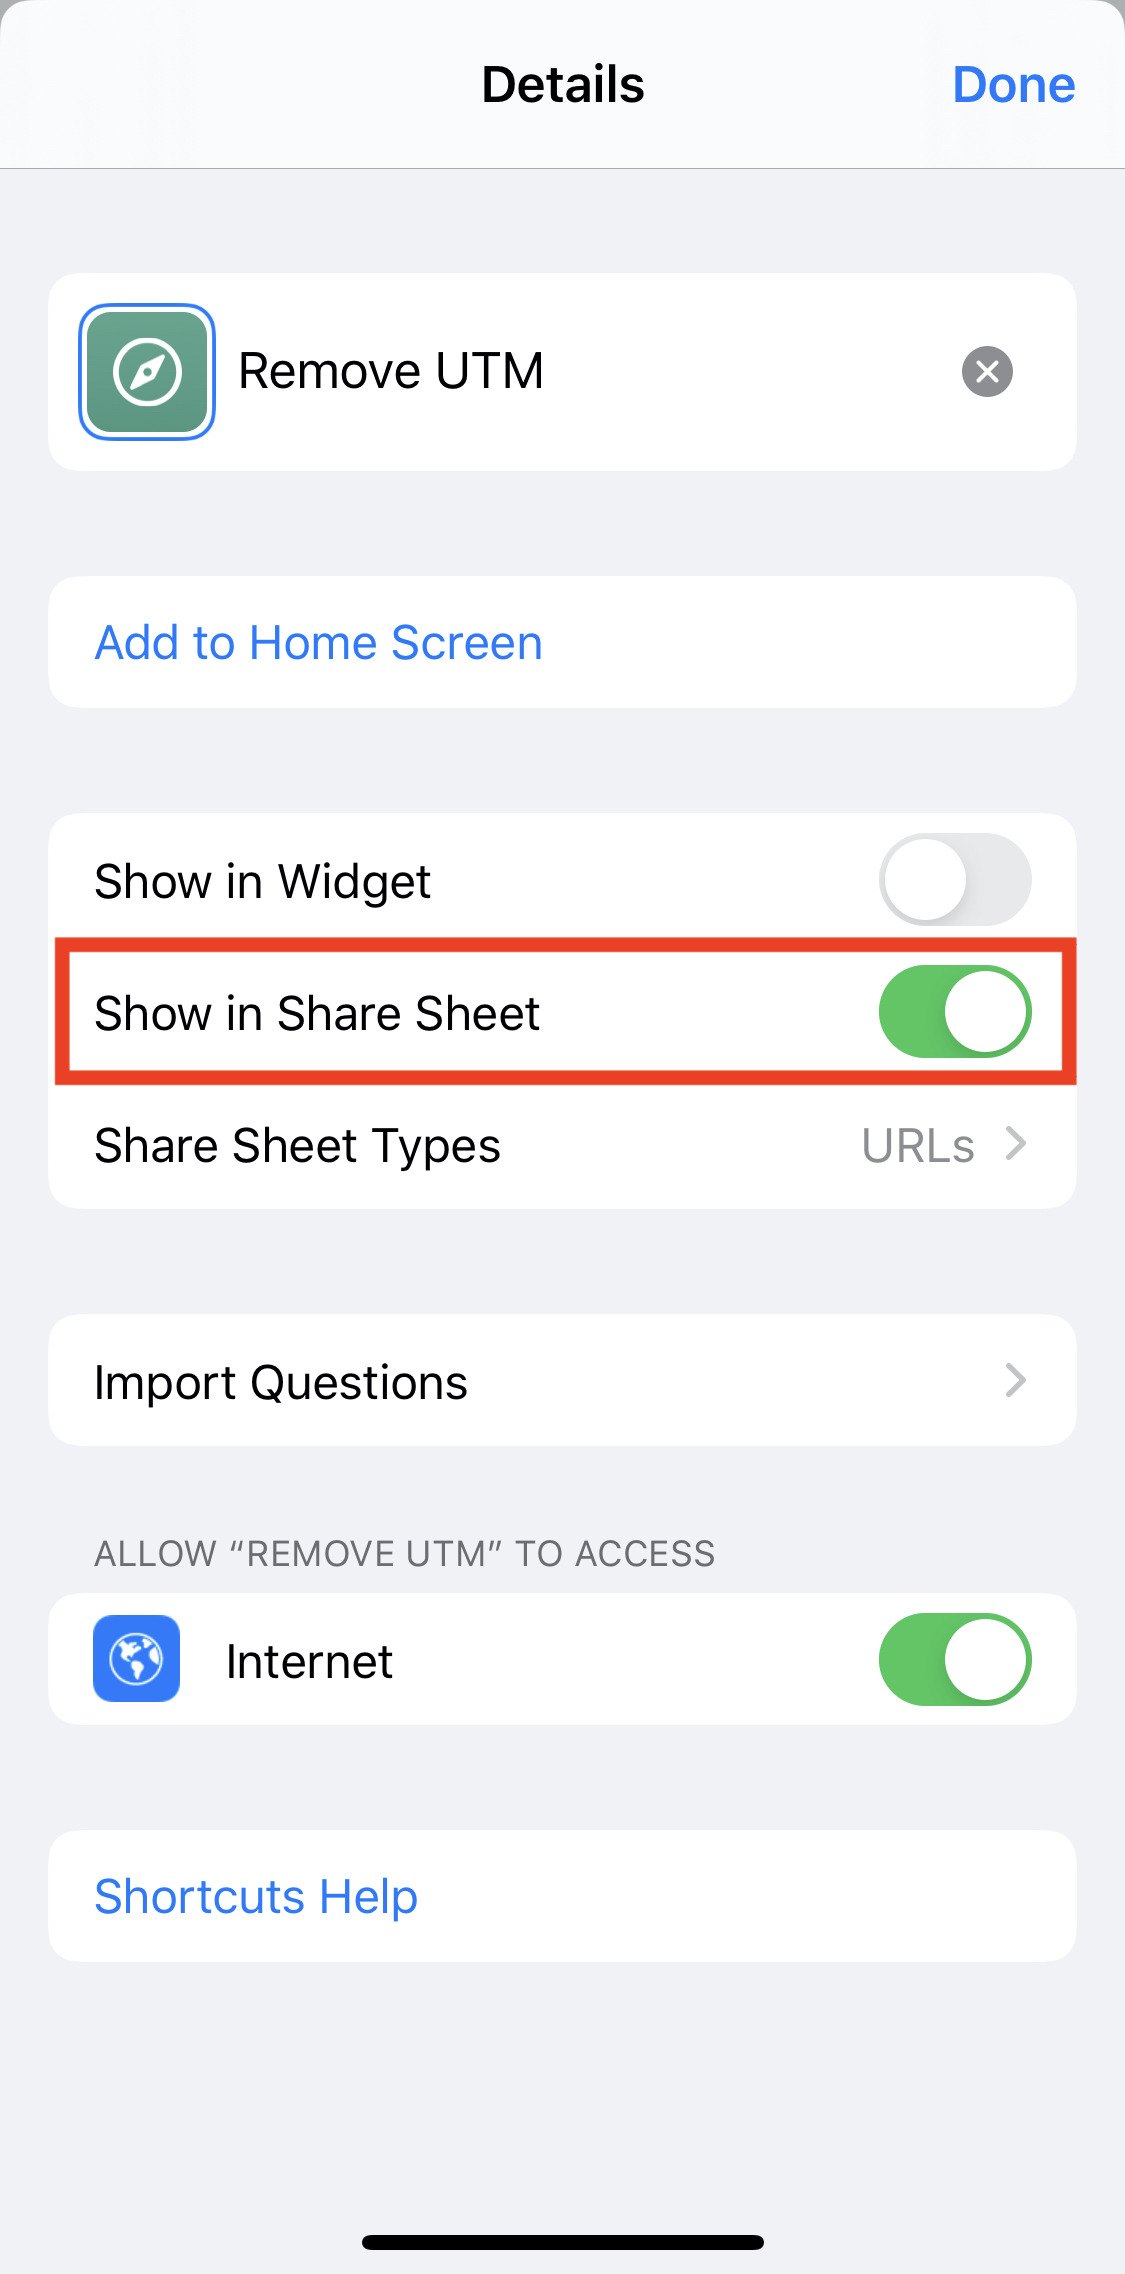 Details
Done
Remove UTM
Add to Home Screen
Show in Widget
Show in Share Sheet
Share Sheet Types
URLs
Import Questions
ALLOW “REMOVE UTM” TO ACCESS
Internet
Shortcuts Help